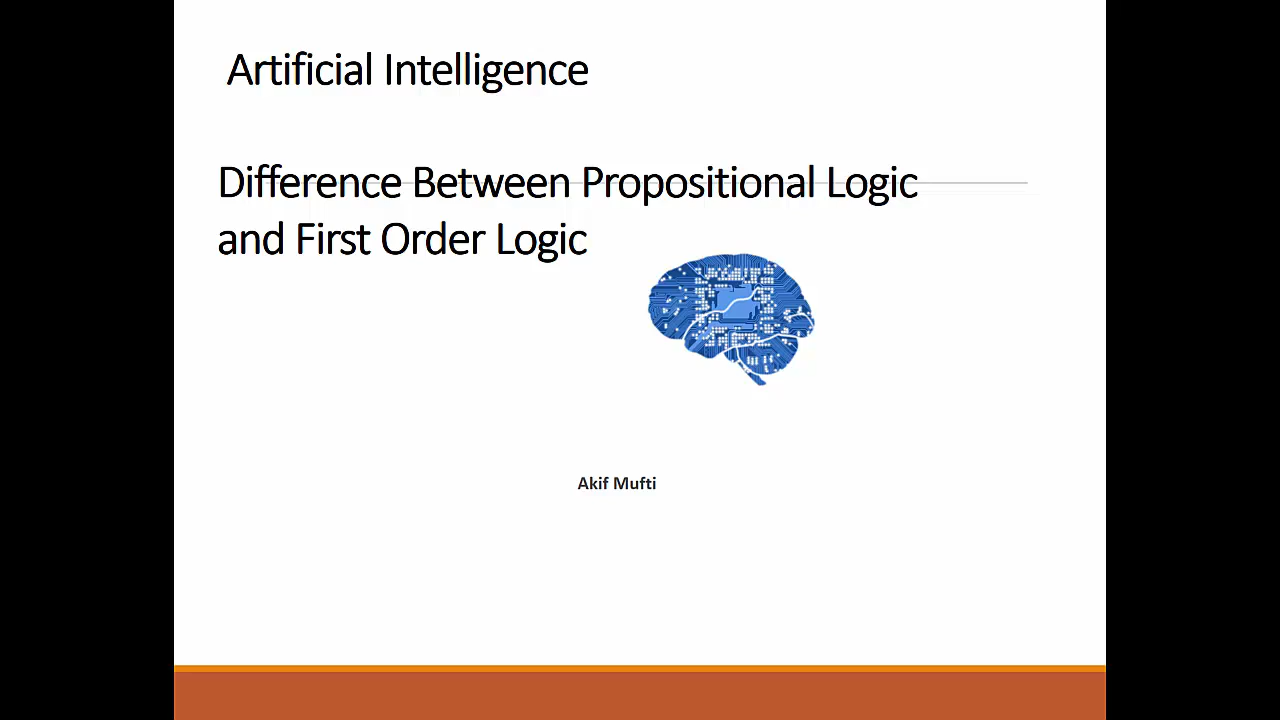 Artificial Intelligence
Difference Between Propositional Logic
and First Order Logic
Akif Mufti